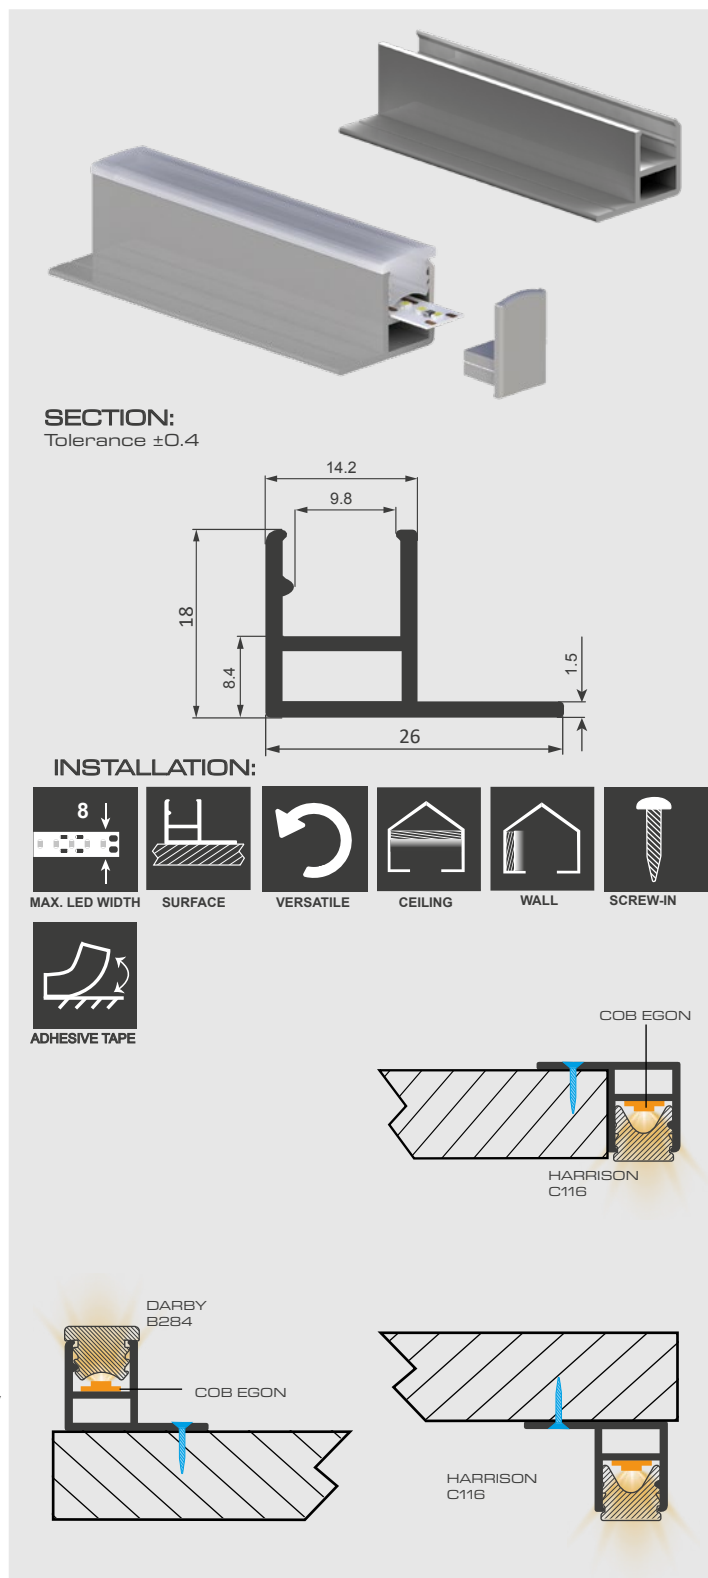 SECTION:
Tolerance ±0.4
14.2
9.8
18
8.4
1.5
26
INSTALLATION:
8
MAX. LED WIDTH
SURFACE
VERSATILE
CEILING
WALL
SCREW-IN
ADHESIVE TAPE
COB EGON
HARRISON
C116
DARBY
B284
COB EGON
HARRISON
C116